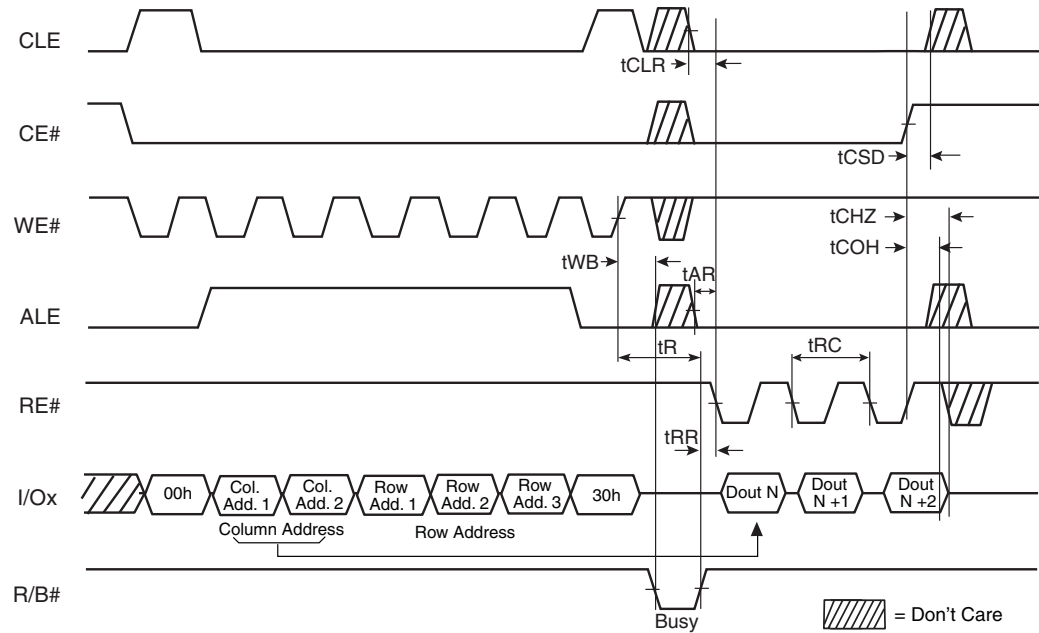 CLE
tCLR
CE#
tCSD
WE#
tCHZ
tCOH
tWB
tAR
ALE
tR
tRC
RE#
tRR
I/Ox
00h
Col.
Add. 1
Col.
Add. 2
Row
Add. 1
Row
Add. 2
Row
Add. 3
30h
Dout N
Dout
N +1
Dout
N +2
Column Address
Row Address
R/B#
Busy
= Don't Care